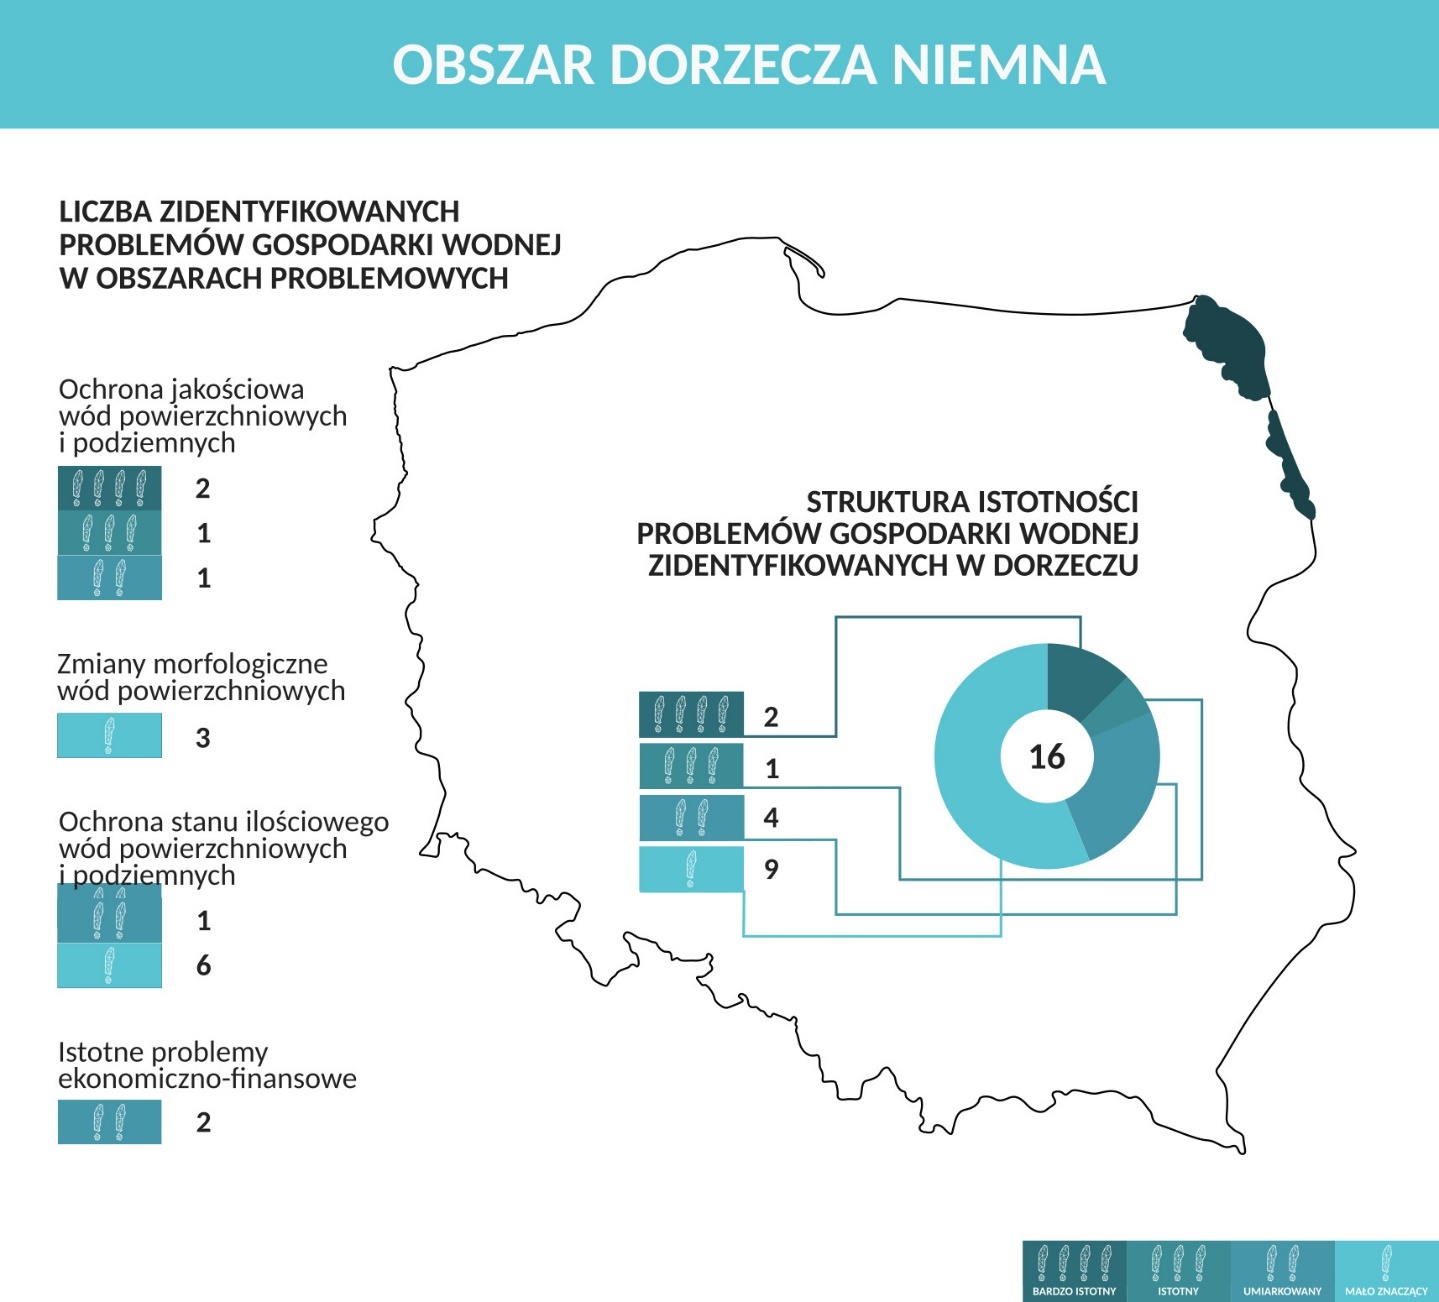 OBSZAR DORZECZA NIEMNA
LICZBA ZIDENTYFIKOWANYCH
PROBLEMÓW GOSPODARKI WODNEJ
W OBSZARACH PROBLEMOWYCH
Ochrona jakościowa
wód powierzchniowych
i podziemnych
2
1
1
Zmiany morfologiczne
wód powierzchniowych
3
Ochrona stanu ilościowego
wód powierzchniowych
i podziemnych
1
6
Istotne problemy
ekonomiczno-finansowe
2
STRUKTURA ISTOTNOŚCI
PROBLEMÓW GOSPODARKI WODNEJ
ZIDENTYFIKOWANYCH W DORZECZU
2
1
4
9
16
BARDZO ISTOTNY
ISTOTNY
UMIARKOWANY
MAŁO ZNACZĄCY